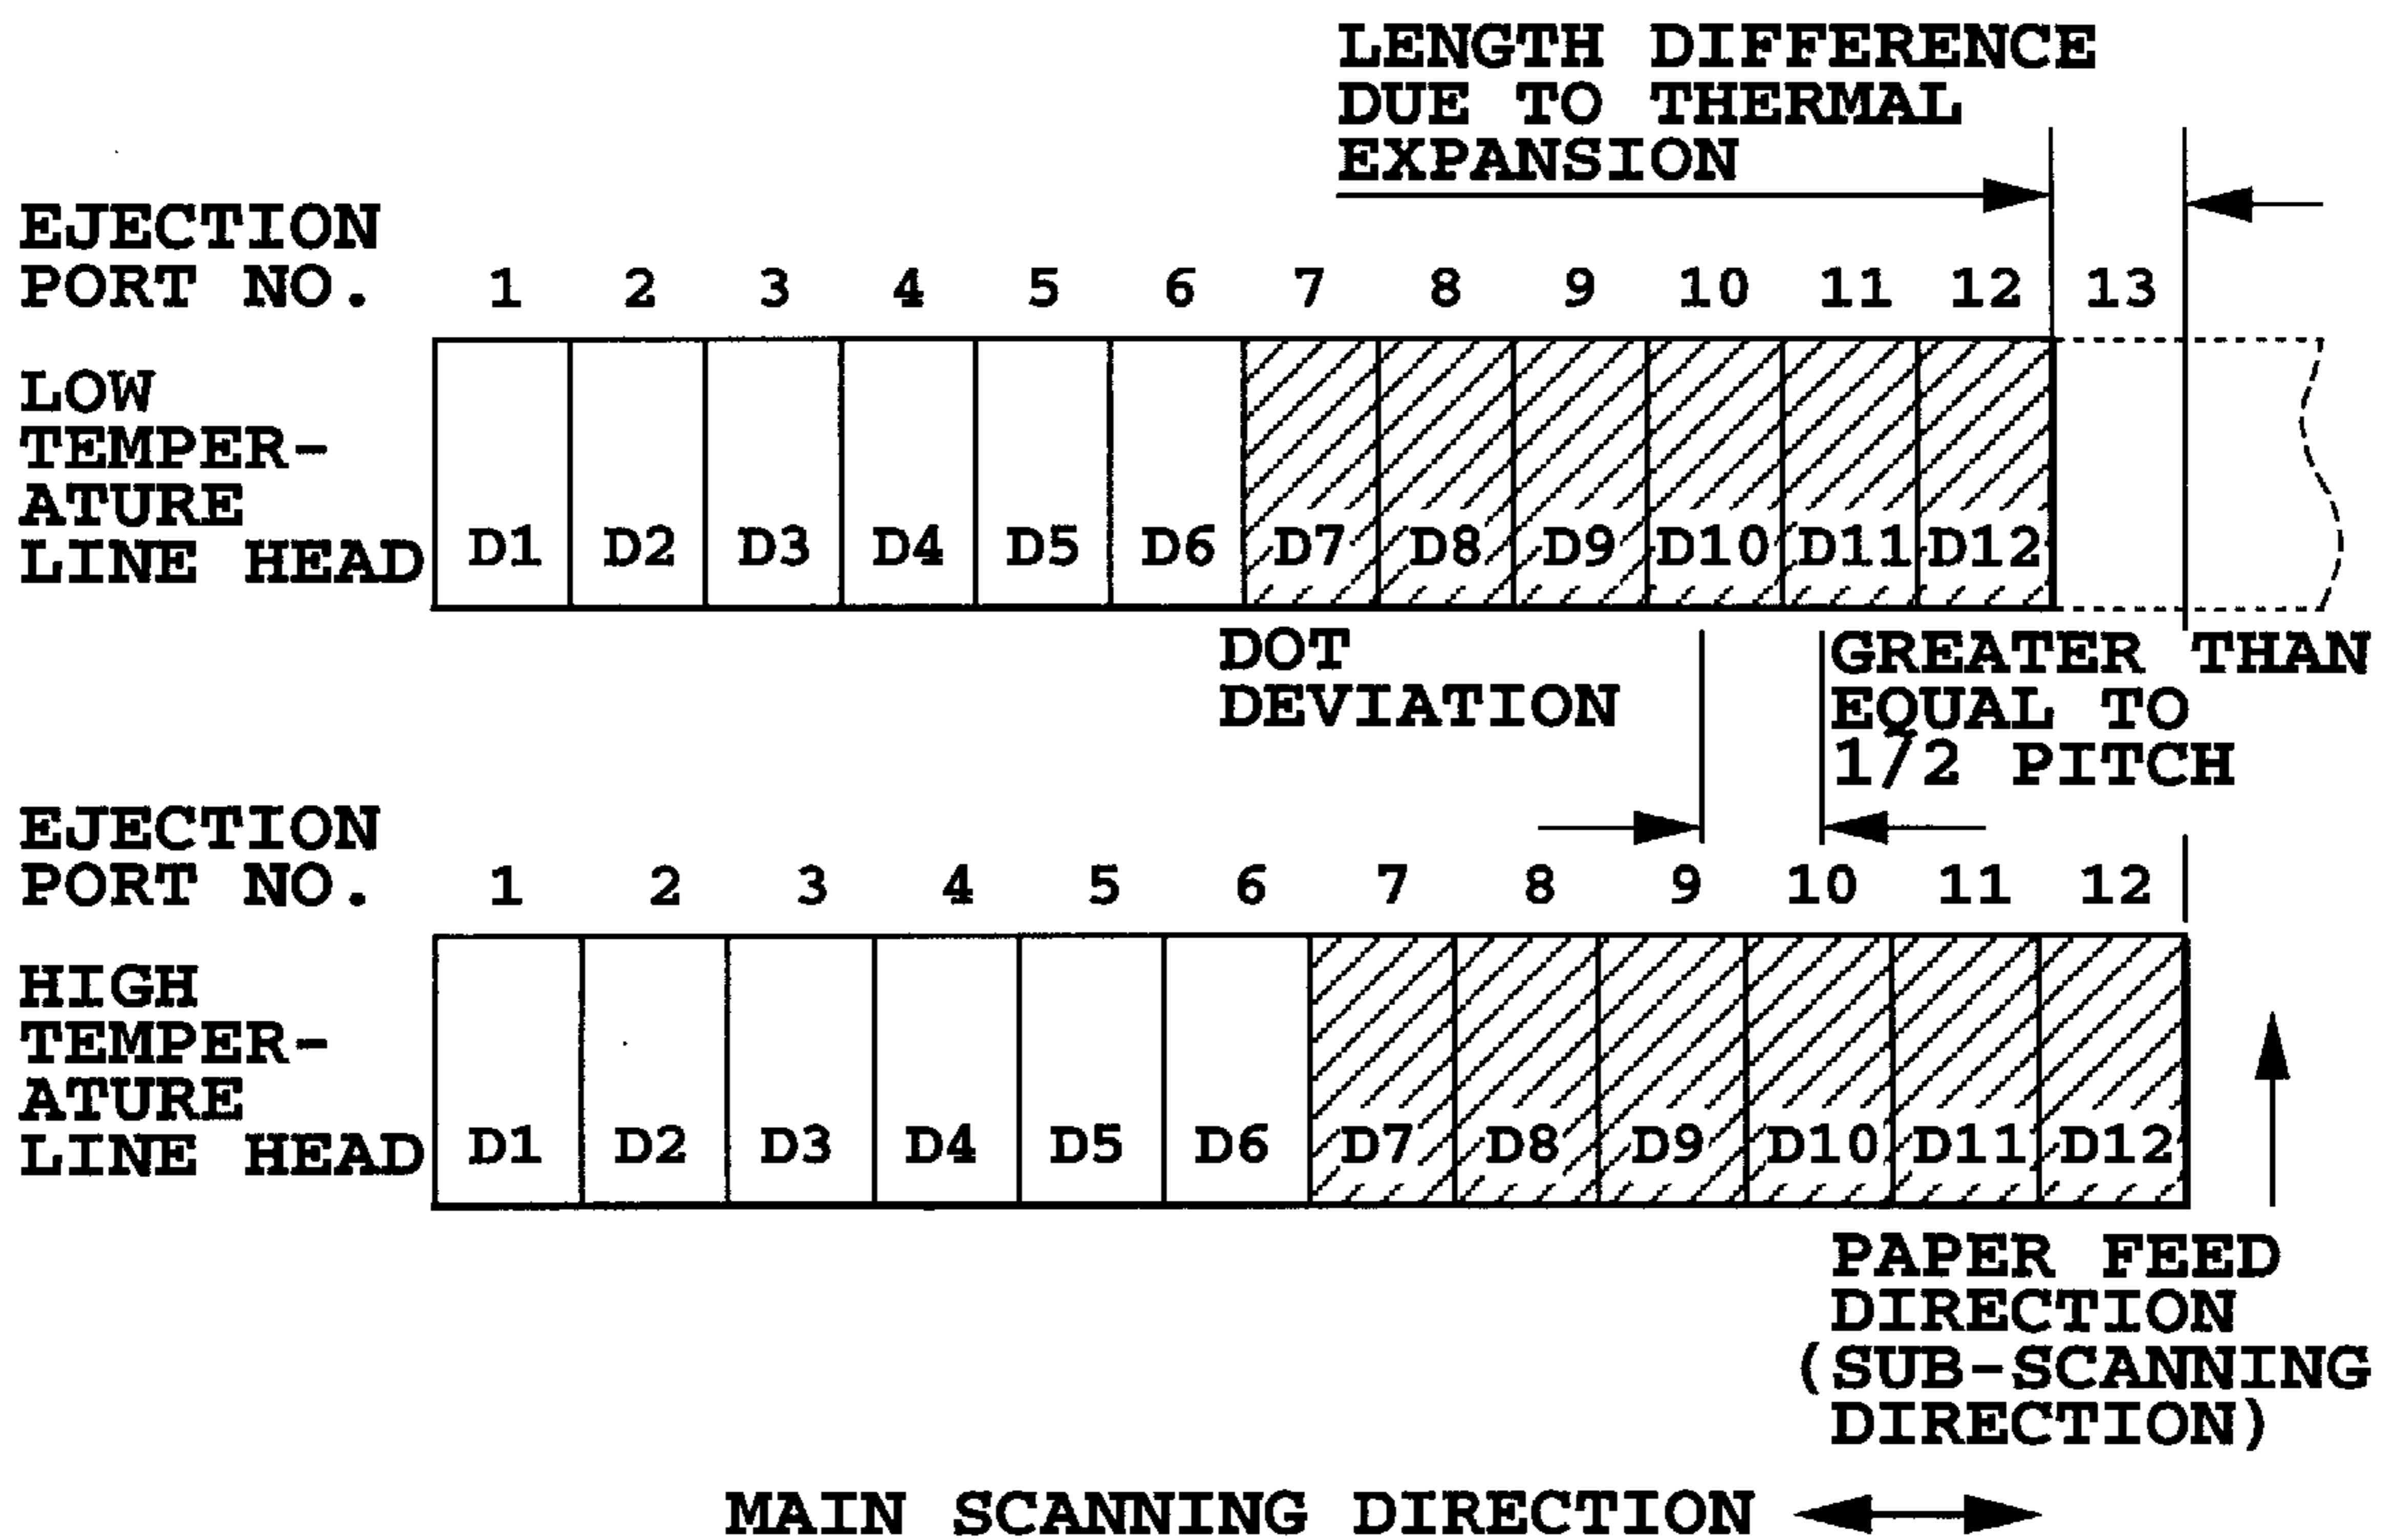 LENGTH DIFFERENCE
DUE TO THERMAL
EXPANSION
EJECTION
PORT NO. 1 2 3 4 5 6 7 8 9 10 11 12 13
LOW
TEMPER-
ATURE
LINE HEAD D1 D2 D3 D4 D5 D6 D7 D8 D9 D10 D11 D12
DOT
DEVIATION
GREATER THAN
EQUAL TO
1/2 PITCH
EJECTION
PORT NO. 1 2 3 4 5 6 7 8 9 10 11 12
HIGH
TEMPER-
ATURE
LINE HEAD D1 D2 D3 D4 D5 D6 D7 D8 D9 D10 D11 D12
PAPER FEED
DIRECTION
(SUB-SCANNING
DIRECTION)
MAIN SCANNING DIRECTION